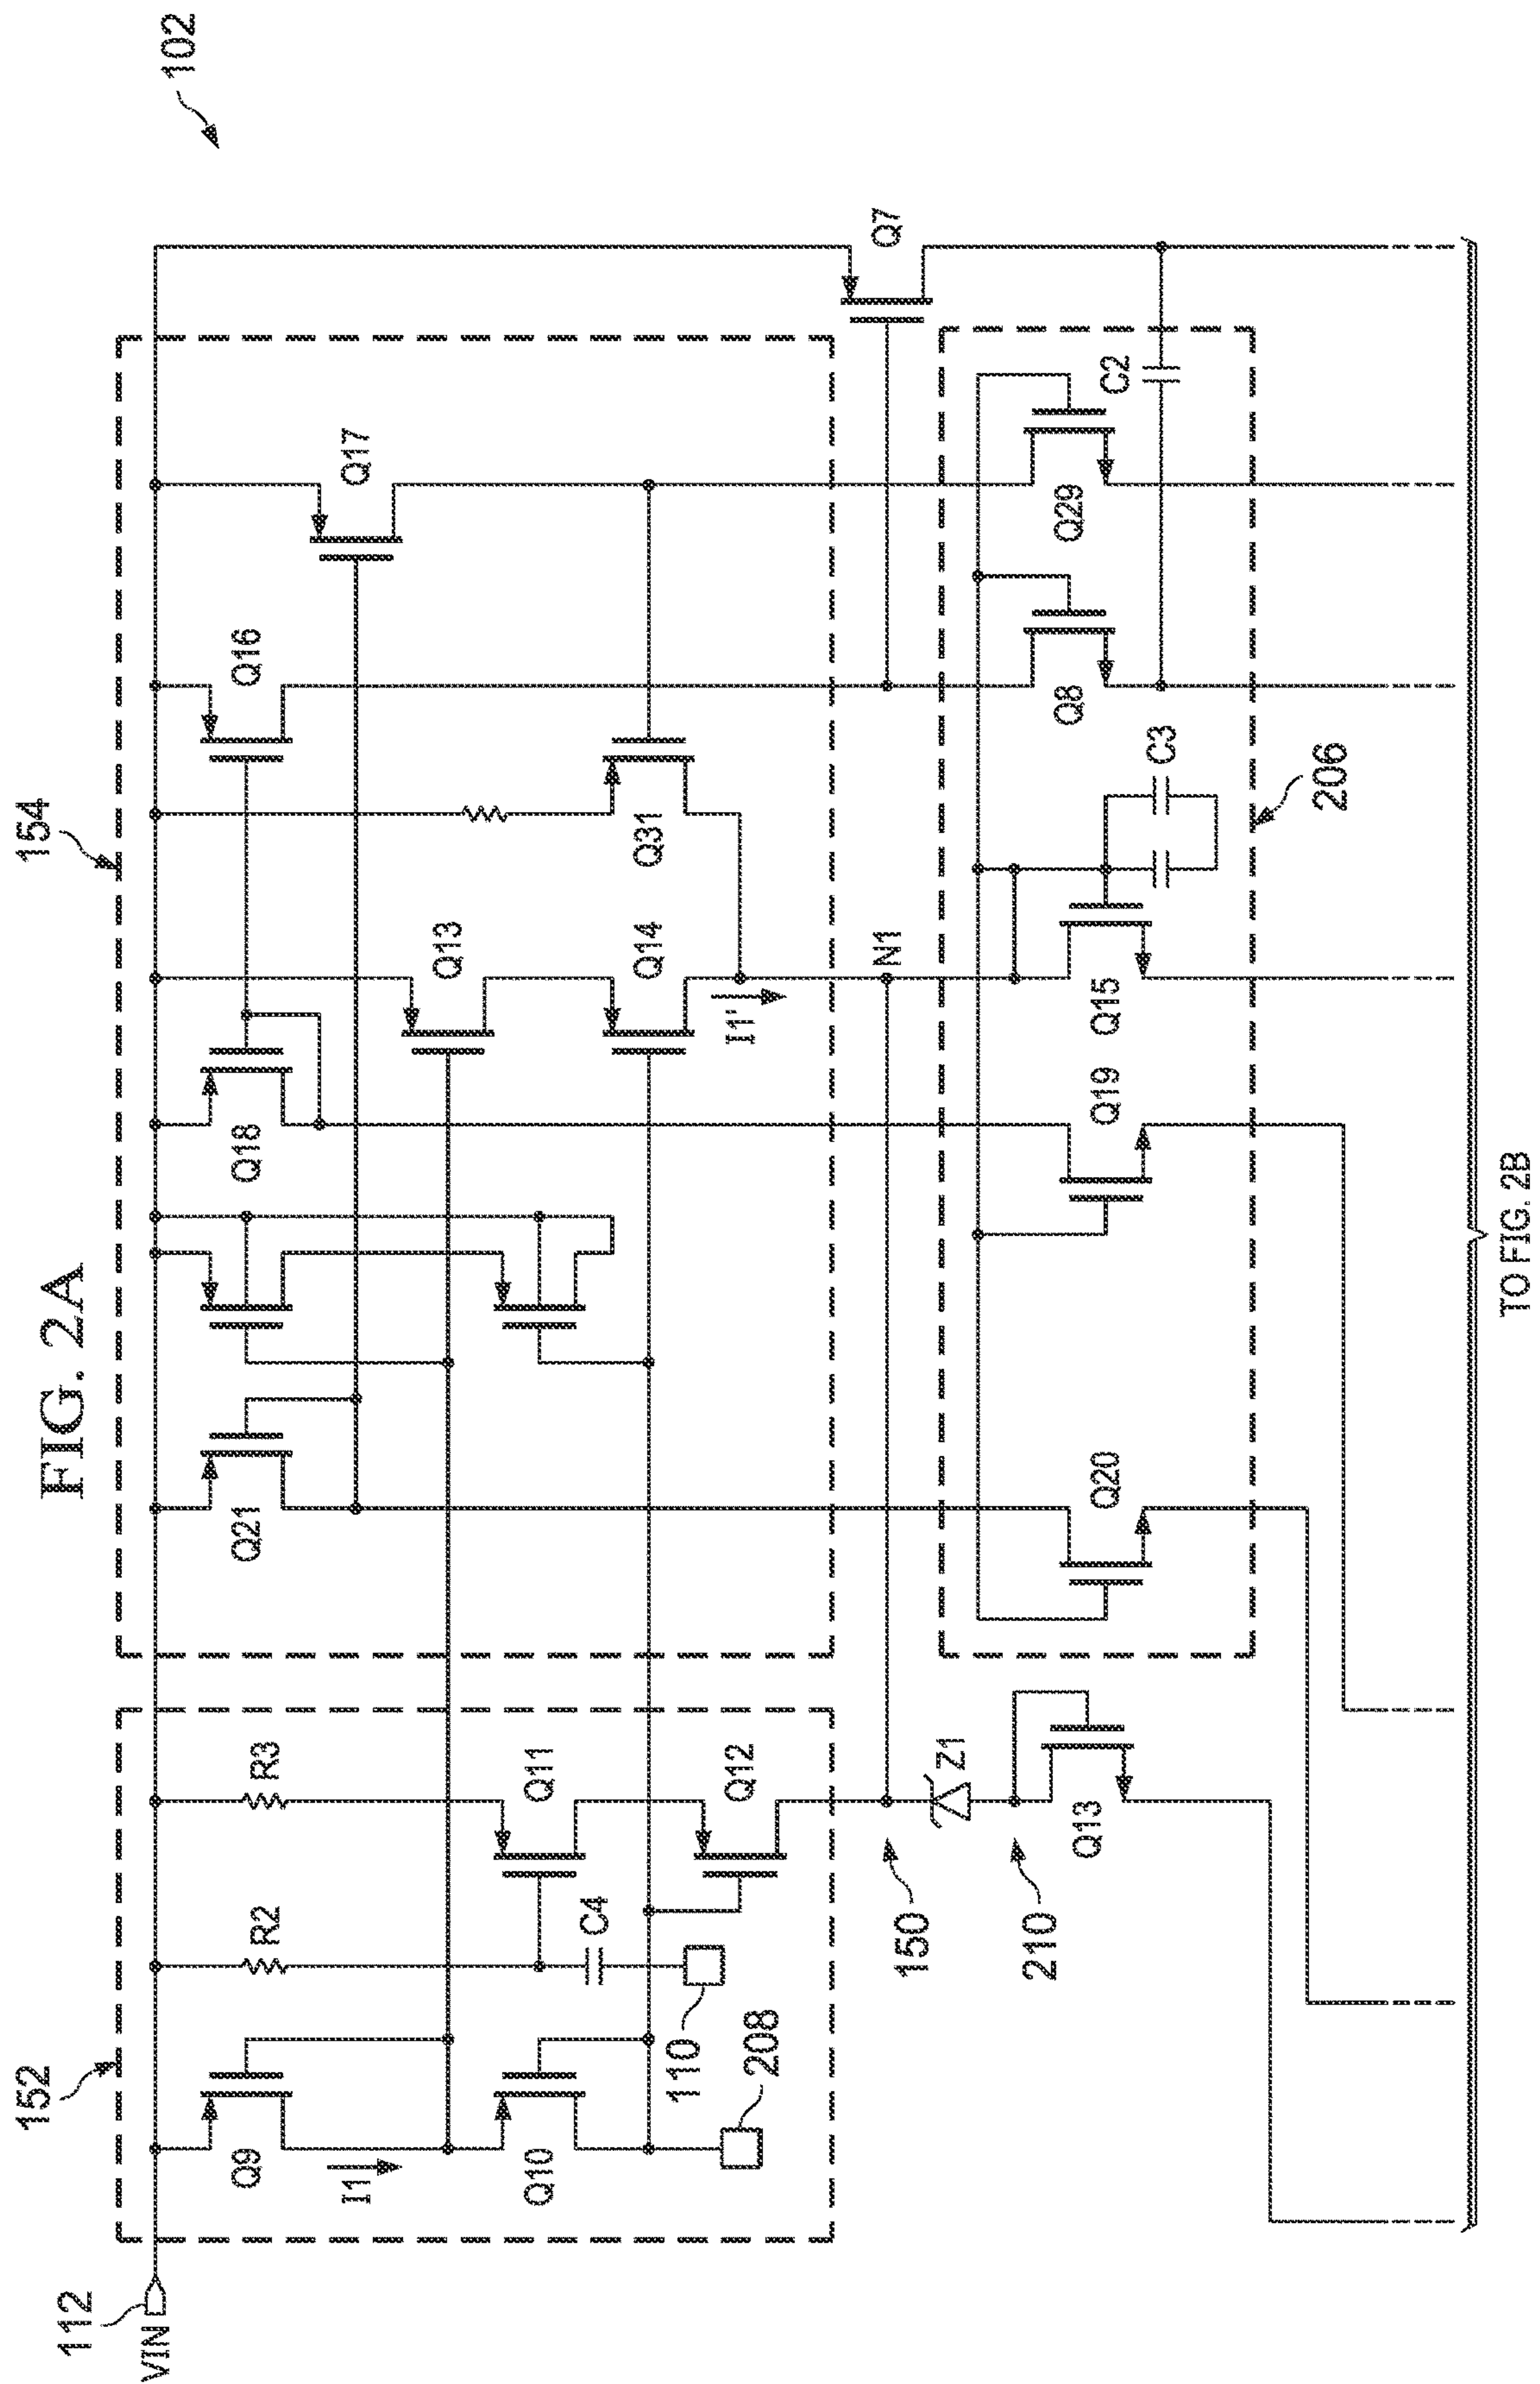 FIG. 2A
102
154
152
112
VIN
Q9
I1
Q10
208
R2
C4
110
R3
Q11
Q12
Q21
Q18
Q13
Q14
I1'
Q16
Q31
Q17
Q7
N1
150
Z1
210
Q13
Q20
Q19
Q15
C3
206
Q8
Q29
C2
TO FIG. 2B